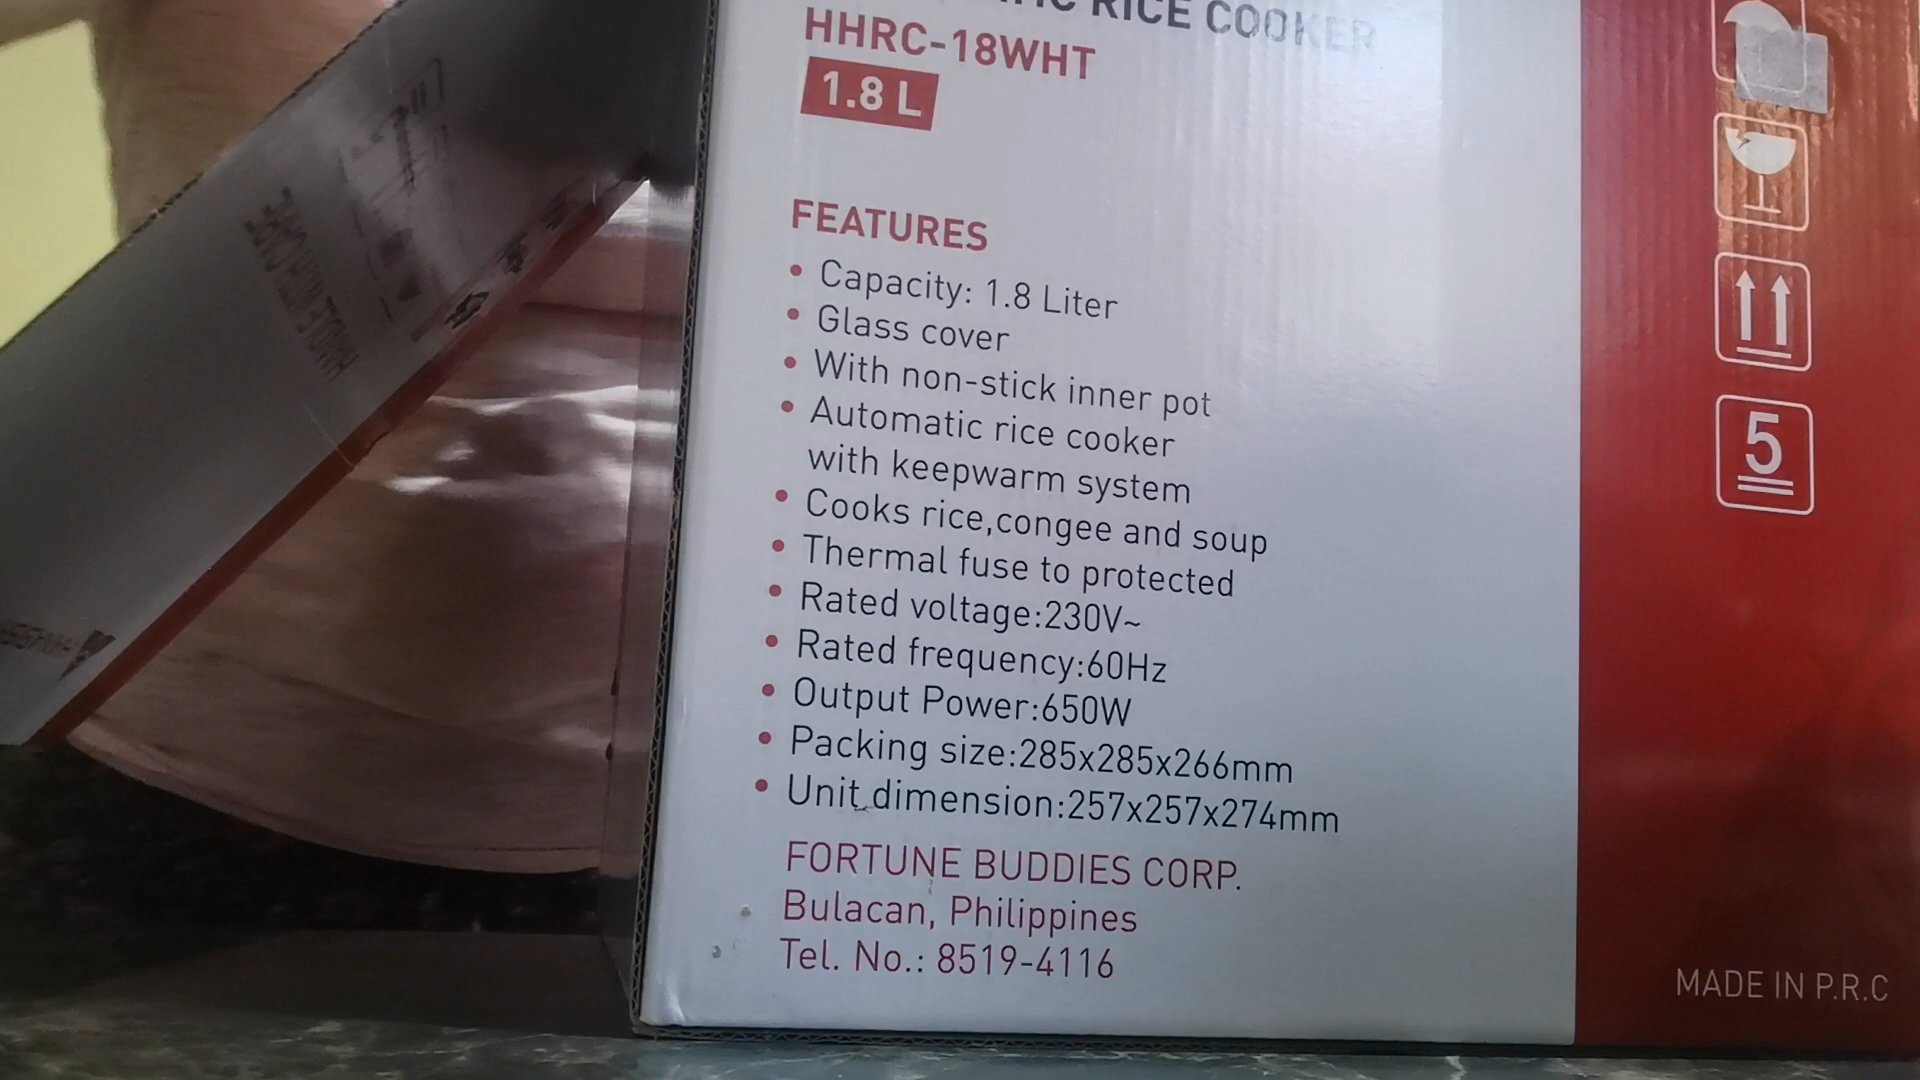 RICE COOKER
HHRC-18WHT
1.8 L
FEATURES
• Capacity: 1.8 Liter
• Glass cover
• With non-stick inner pot
• Automatic rice cooker
with keepwarm system
• Cooks rice,congee and soup
• Thermal fuse to protected
• Rated voltage:230V~
• Rated frequency:60Hz
• Output Power:650W
• Packing size:285x285x266mm
• Unit dimension:257x257x274mm
FORTUNE BUDDIES CORP.
Bulacan, Philippines
Tel. No.: 8519-4116
5
MADE IN P.R.C
HANDLE WITH CARE